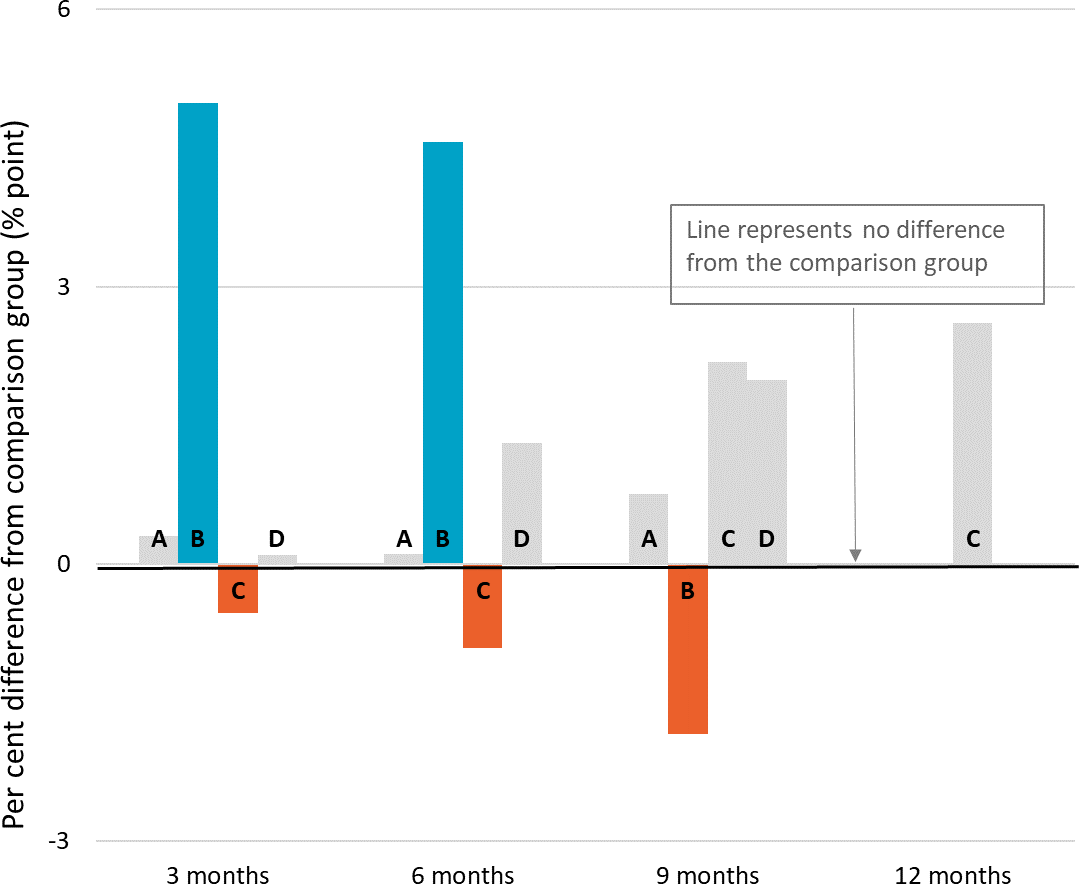 6
3
0
-3
Per cent difference from comparison group (% point)
Line represents no difference
from the comparison group
A B C D
A B C D
A B C D
C
3 months
6 months
9 months
12 months